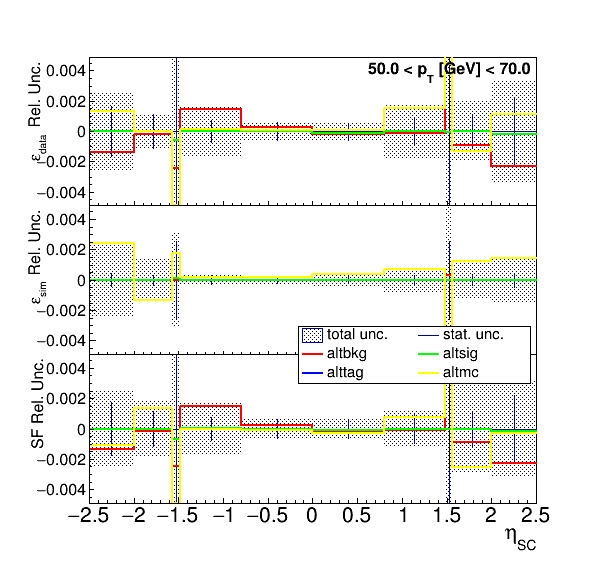 50.0 < p_T [GeV] < 70.0
ε_data Rel. Unc.
0.004
0.002
0
−0.002
−0.004
ε_sim Rel. Unc.
0.004
0.002
0
−0.002
−0.004
total unc. stat. unc.
altbkg altsig
alttag altmc
SF Rel. Unc.
0.004
0.002
0
−0.002
−0.004
−2.5 −2 −1.5 −1 −0.5 0 0.5 1 1.5 2 2.5
η_SC